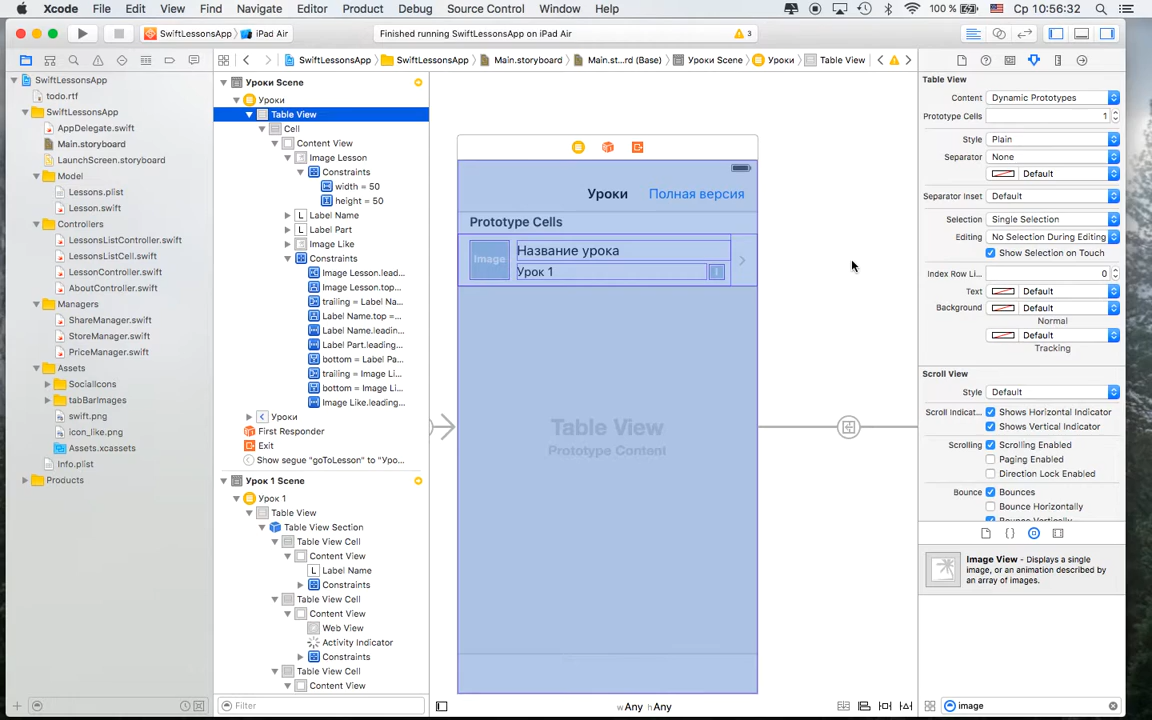 Xcode File Edit View Find Navigate Editor Product Debug Source Control Window Help 100 % Ср 10:56:32
SwiftLessonsApp iPad Air Finished running SwiftLessonsApp on iPad Air 3
SwiftLessonsApp SwiftLessonsApp Main.storyboard Main.st...rd (Base) Уроки Scene Уроки Table View
SwiftLessonsApp
todo.rtf
SwiftLessonsApp
AppDelegate.swift
Main.storyboard
LaunchScreen.storyboard
Model
Lessons.plist
Lesson.swift
Controllers
LessonsListController.swift
LessonsListCell.swift
LessonController.swift
AboutController.swift
Managers
ShareManager.swift
StoreManager.swift
PriceManager.swift
Assets
SocialIcons
tabBarImages
swift.png
icon_like.png
Assets.xcassets
Info.plist
Products
Уроки Scene
Уроки
Table View
Cell
Content View
Image Lesson
Constraints
width = 50
height = 50
Label Name
Label Part
Image Like
Constraints
Image Lesson.lead...
Image Lesson.top...
trailing = Label Na...
Label Name.top =...
Label Name.leadin...
Label Part.leading...
bottom = Label Pa...
trailing = Image Li...
bottom = Image Li...
Image Like.leading...
Уроки
First Responder
Exit
Show segue "goToLesson" to "Уро...
Урок 1 Scene
Урок 1
Table View
Table View Section
Table View Cell
Content View
Label Name
Constraints
Table View Cell
Content View
Web View
Activity Indicator
Constraints
Table View Cell
Content View
Filter
Уроки Полная версия
Prototype Cells
Image
Название урока
Урок 1
Table View
Prototype Content
wAny hAny
Table View
Content Dynamic Prototypes
Prototype Cells 1
Style Plain
Separator None
Default
Separator Inset Default
Selection Single Selection
Editing No Selection During Editing
Show Selection on Touch
Index Row Li... 0
Text Default
Background Default
Normal
Default
Tracking
Scroll View
Style Default
Scroll Indicat... Shows Horizontal Indicator
Shows Vertical Indicator
Scrolling Scrolling Enabled
Paging Enabled
Direction Lock Enabled
Bounce Bounces
Bounce Horizontally
Bounce Vertically
Image View - Displays a single
image, or an animation described by
an array of images.
image